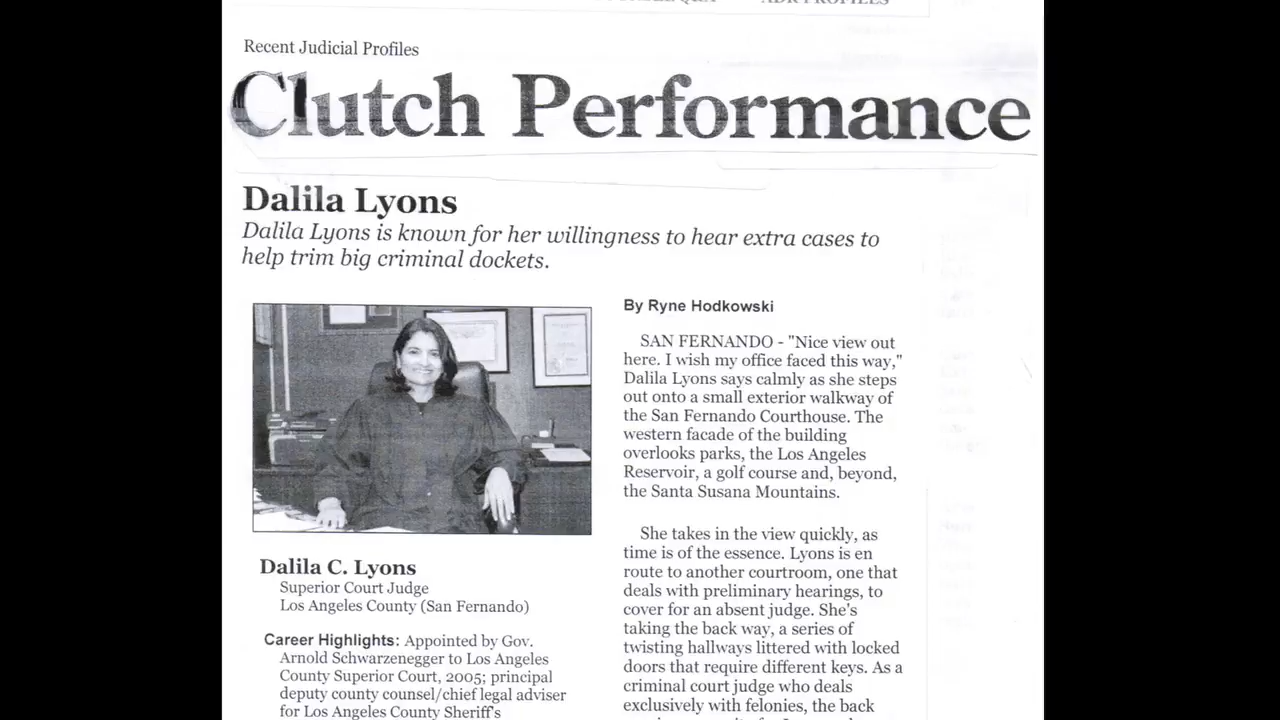 ADR PROFILES
Recent Judicial Profiles
Clutch Performance
Dalila Lyons
Dalila Lyons is known for her willingness to hear extra cases to
help trim big criminal dockets.
By Ryne Hodkowski
SAN FERNANDO - "Nice view out
here. I wish my office faced this way,"
Dalila Lyons says calmly as she steps
out onto a small exterior walkway of
the San Fernando Courthouse. The
western facade of the building
overlooks parks, the Los Angeles
Reservoir, a golf course and, beyond,
the Santa Susana Mountains.
She takes in the view quickly, as
time is of the essence. Lyons is en
route to another courtroom, one that
deals with preliminary hearings, to
cover for an absent judge. She's
taking the back way, a series of
twisting hallways littered with locked
doors that require different keys. As a
criminal court judge who deals
exclusively with felonies, the back
Dalila C. Lyons
Superior Court Judge
Los Angeles County (San Fernando)
Career Highlights: Appointed by Gov.
Arnold Schwarzenegger to Los Angeles
County Superior Court, 2005; principal
deputy county counsel/chief legal adviser
for Los Angeles County Sheriff's